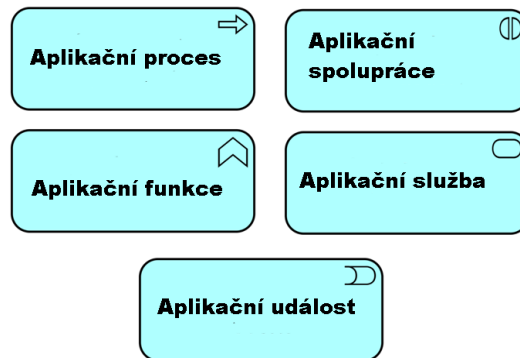 Aplikační proces
Aplikační
spolupráce
Aplikační funkce
Aplikační služba
Aplikační událost